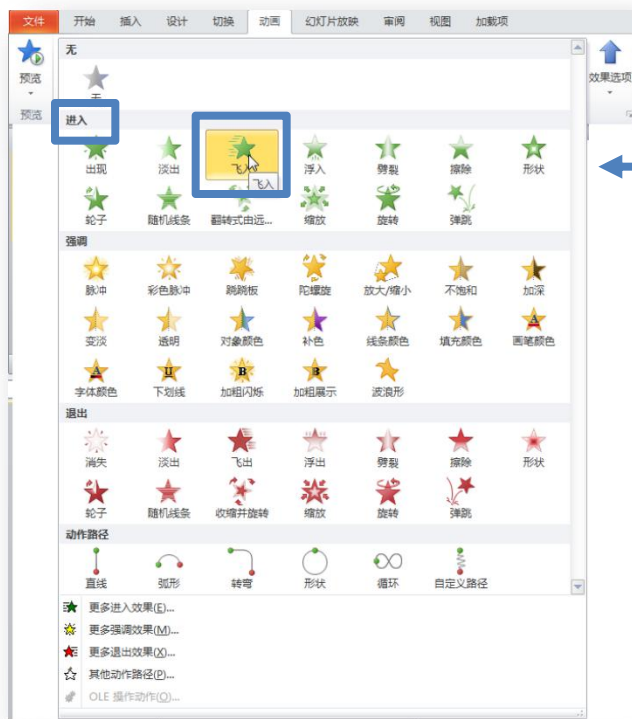 文件 开始 插入 设计 切换 动画 幻灯片放映 审阅 视图 加载项
预览
效果选项
预览
无
无
进入
出现 淡出 飞入 浮入 劈裂 擦除 形状
飞入
轮子 随机线条 翻转式由远... 缩放 旋转 弹跳
强调
脉冲 彩色脉冲 跷跷板 陀螺旋 放大/缩小 不饱和 加深
变淡 透明 对象颜色 补色 线条颜色 填充颜色 画笔颜色
字体颜色 下划线 加粗闪烁 加粗展示 波浪形
退出
消失 淡出 飞出 浮出 劈裂 擦除 形状
轮子 随机线条 收缩并旋转 缩放 旋转 弹跳
动作路径
直线 弧形 转弯 形状 循环 自定义路径
更多进入效果(E)...
更多强调效果(M)...
更多退出效果(X)...
其他动作路径(P)...
OLE 操作动作(O)...